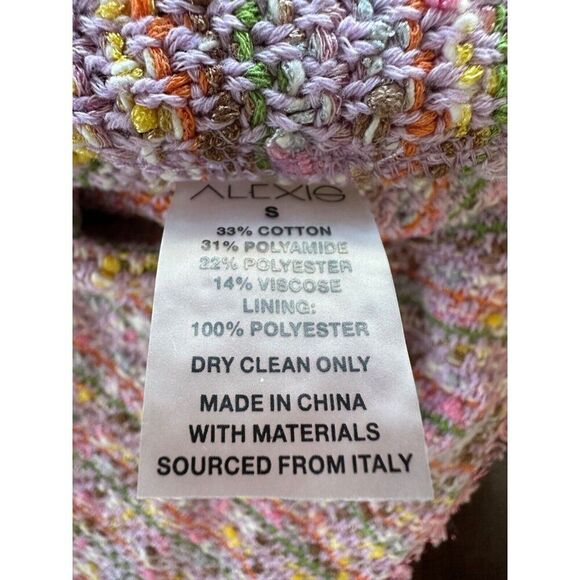 ALEXIS
S
33% COTTON
31% POLYAMIDE
22% POLYESTER
14% VISCOSE
LINING:
100% POLYESTER
DRY CLEAN ONLY
MADE IN CHINA
WITH MATERIALS
SOURCED FROM ITALY